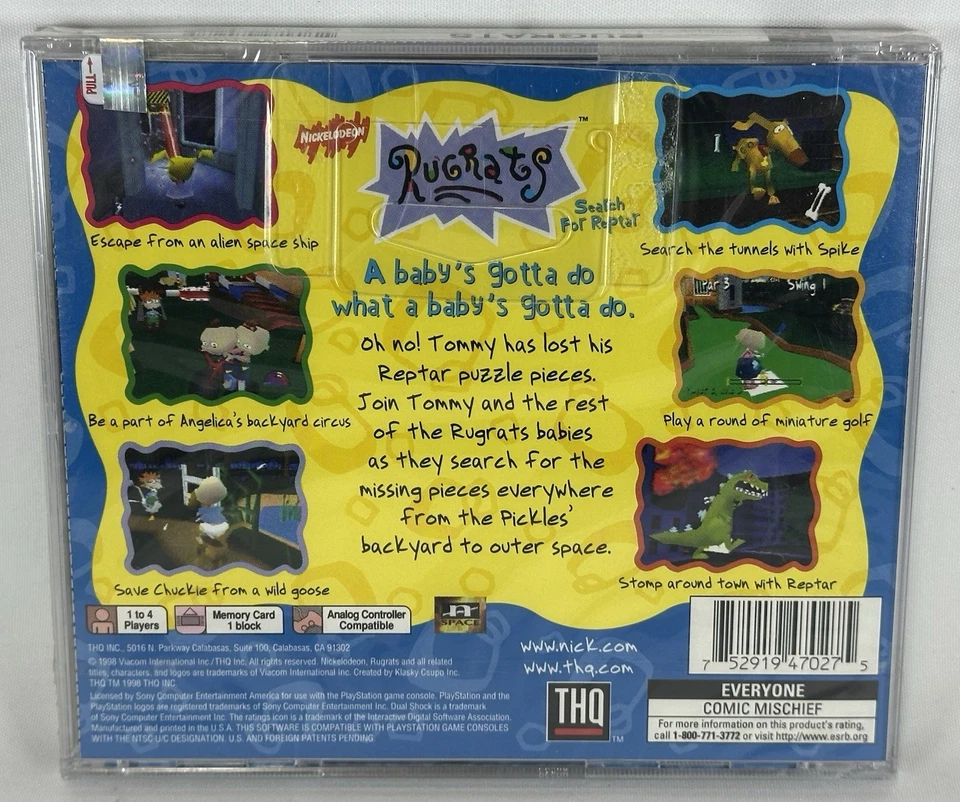 RUGRATS
PULL→
NICKELODEON
RUGRATS™
Search
For Reptar
Escape from an alien space ship
Search the tunnels with Spike
A baby's gotta do
what a baby's gotta do.
Par 3 Swing 1
Oh no! Tommy has lost his
Reptar puzzle pieces.
Join Tommy and the rest
of the Rugrats babies
as they search for the
missing pieces everywhere
from the Pickles'
backyard to outer space.
Be a part of Angelica's backyard circus
Play a round of miniature golf
Save Chuckie from a wild goose
Stomp around town with Reptar
1 to 4
Players
Memory Card
1 block
Analog Controller
Compatible
n
SPACE
THQ INC., 5016 N. Parkway Calabasas, Suite 100, Calabasas, CA 91302
© 1998 Viacom International Inc./THQ Inc. All rights reserved. Nickelodeon, Rugrats and all related
titles, characters, and logos are trademarks of Viacom International Inc. Created by Klasky Csupo Inc.
THQ TM 1998 THQ INC.
Licensed by Sony Computer Entertainment America for use with the PlayStation game console. PlayStation and the
PlayStation logos are registered trademarks of Sony Computer Entertainment Inc. Dual Shock is a trademark
of Sony Computer Entertainment Inc. The ratings icon is a trademark of the Interactive Digital Software Association.
Manufactured and printed in the U.S.A. THIS SOFTWARE IS COMPATIBLE WITH PLAYSTATION GAME CONSOLES
WITH THE NTSC U/C DESIGNATION. U.S. AND FOREIGN PATENTS PENDING
www.nick.com
www.thq.com
THQ™
7 52919 47027 5
EVERYONE
COMIC MISCHIEF
For more information on this product's rating,
call 1-800-771-3772 or visit http://www.esrb.org